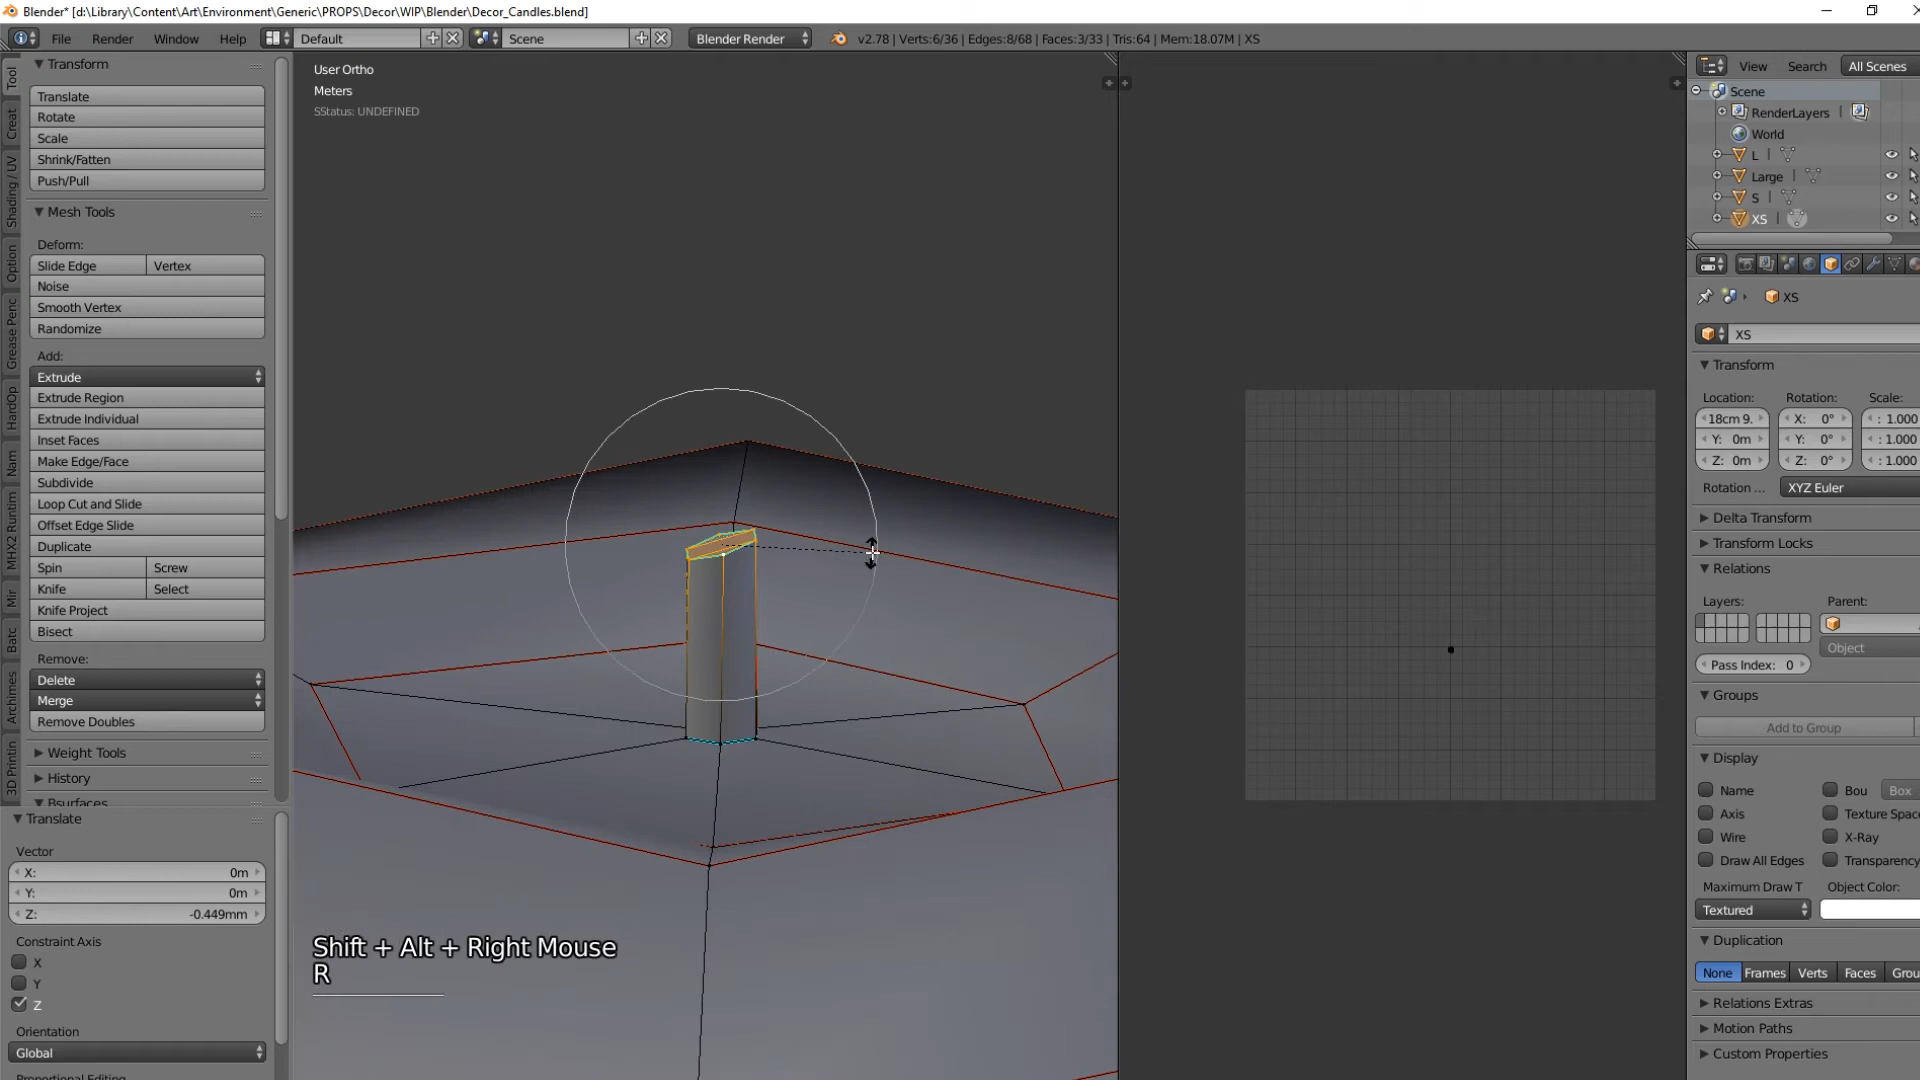 Blender* [d:\Library\Content\Art\Environment\Generic\PROPS\Decor\WIP\Blender\Decor_Candles.blend]
File Render Window Help Default Scene Blender Render v2.78 | Verts:6/36 | Edges:8/68 | Faces:3/33 | Tris:64 | Mem:18.07M | XS
Tool
Creat
Shading / UV
Option
Grease Penc
HardOp
Nam
MHX2 Runtim
Mir
Batc
Archimes
3D Printin
Transform
Translate
Rotate
Scale
Shrink/Fatten
Push/Pull
Mesh Tools
Deform:
Slide Edge Vertex
Noise
Smooth Vertex
Randomize
Add:
Extrude
Extrude Region
Extrude Individual
Inset Faces
Make Edge/Face
Subdivide
Loop Cut and Slide
Offset Edge Slide
Duplicate
Spin Screw
Knife Select
Knife Project
Bisect
Remove:
Delete
Merge
Remove Doubles
Weight Tools
History
Bsurfaces
Translate
Vector
X: 0m
Y: 0m
Z: -0.449mm
Constraint Axis
X
Y
Z
Orientation
Global
Proportional Editing
User Ortho
Meters
SStatus: UNDEFINED
Shift + Alt + Right Mouse
R
View Search All Scenes
Scene
RenderLayers |
World
L |
Large |
S |
XS |
XS
XS
Transform
Location: Rotation: Scale:
18cm 9. X: 0° : 1.000
Y: 0m Y: 0° : 1.000
Z: 0m Z: 0° : 1.000
Rotation ... XYZ Euler
Delta Transform
Transform Locks
Relations
Layers: Parent:
Object
Pass Index: 0
Groups
Add to Group
Display
Name Bou Box
Axis Texture Space
Wire X-Ray
Draw All Edges Transparency
Maximum Draw T Object Color:
Textured
Duplication
None Frames Verts Faces Grou
Relations Extras
Motion Paths
Custom Properties